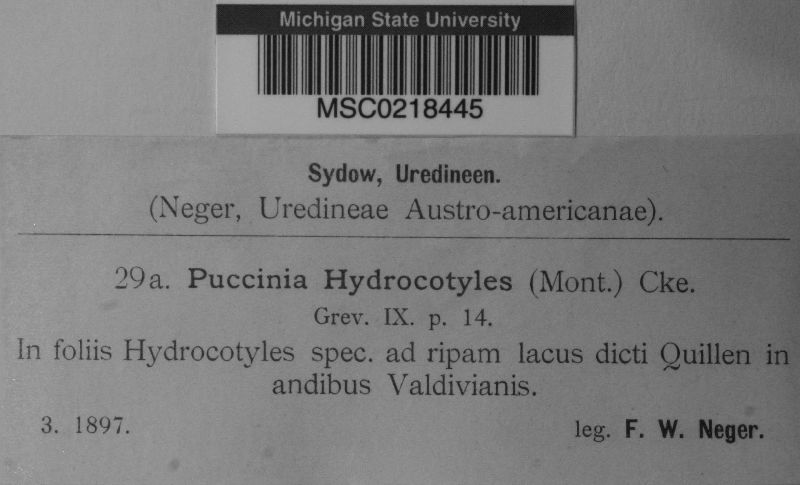 Michigan State University
MSC0218445
Sydow, Uredineen.
(Neger, Uredineae Austro-americanae).
29a. Puccinia Hydrocotyles (Mont.) Cke.
Grev. IX. p. 14.
In foliis Hydrocotyles spec. ad ripam lacus dicti Quillen in
andibus Valdivianis.
3. 1897.
leg. F. W. Neger.